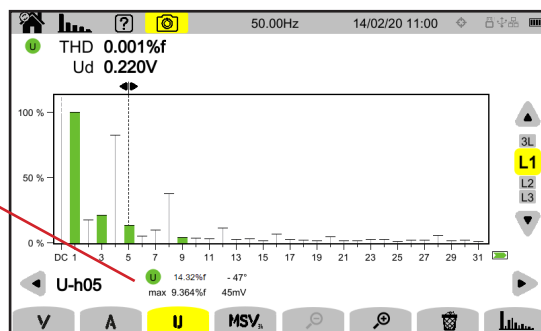 50.00Hz 14/02/20 11:00
U THD 0.001%f
Ud 0.220V
100 %
50 %
0 %
DC 1 3 5 7 9 11 13 15 17 19 21 23 25 27 29 31
3L
L1
L2
L3
U-h05
U 14.32%f - 47°
max 9.364%f 45mV
V A U MSV 3h